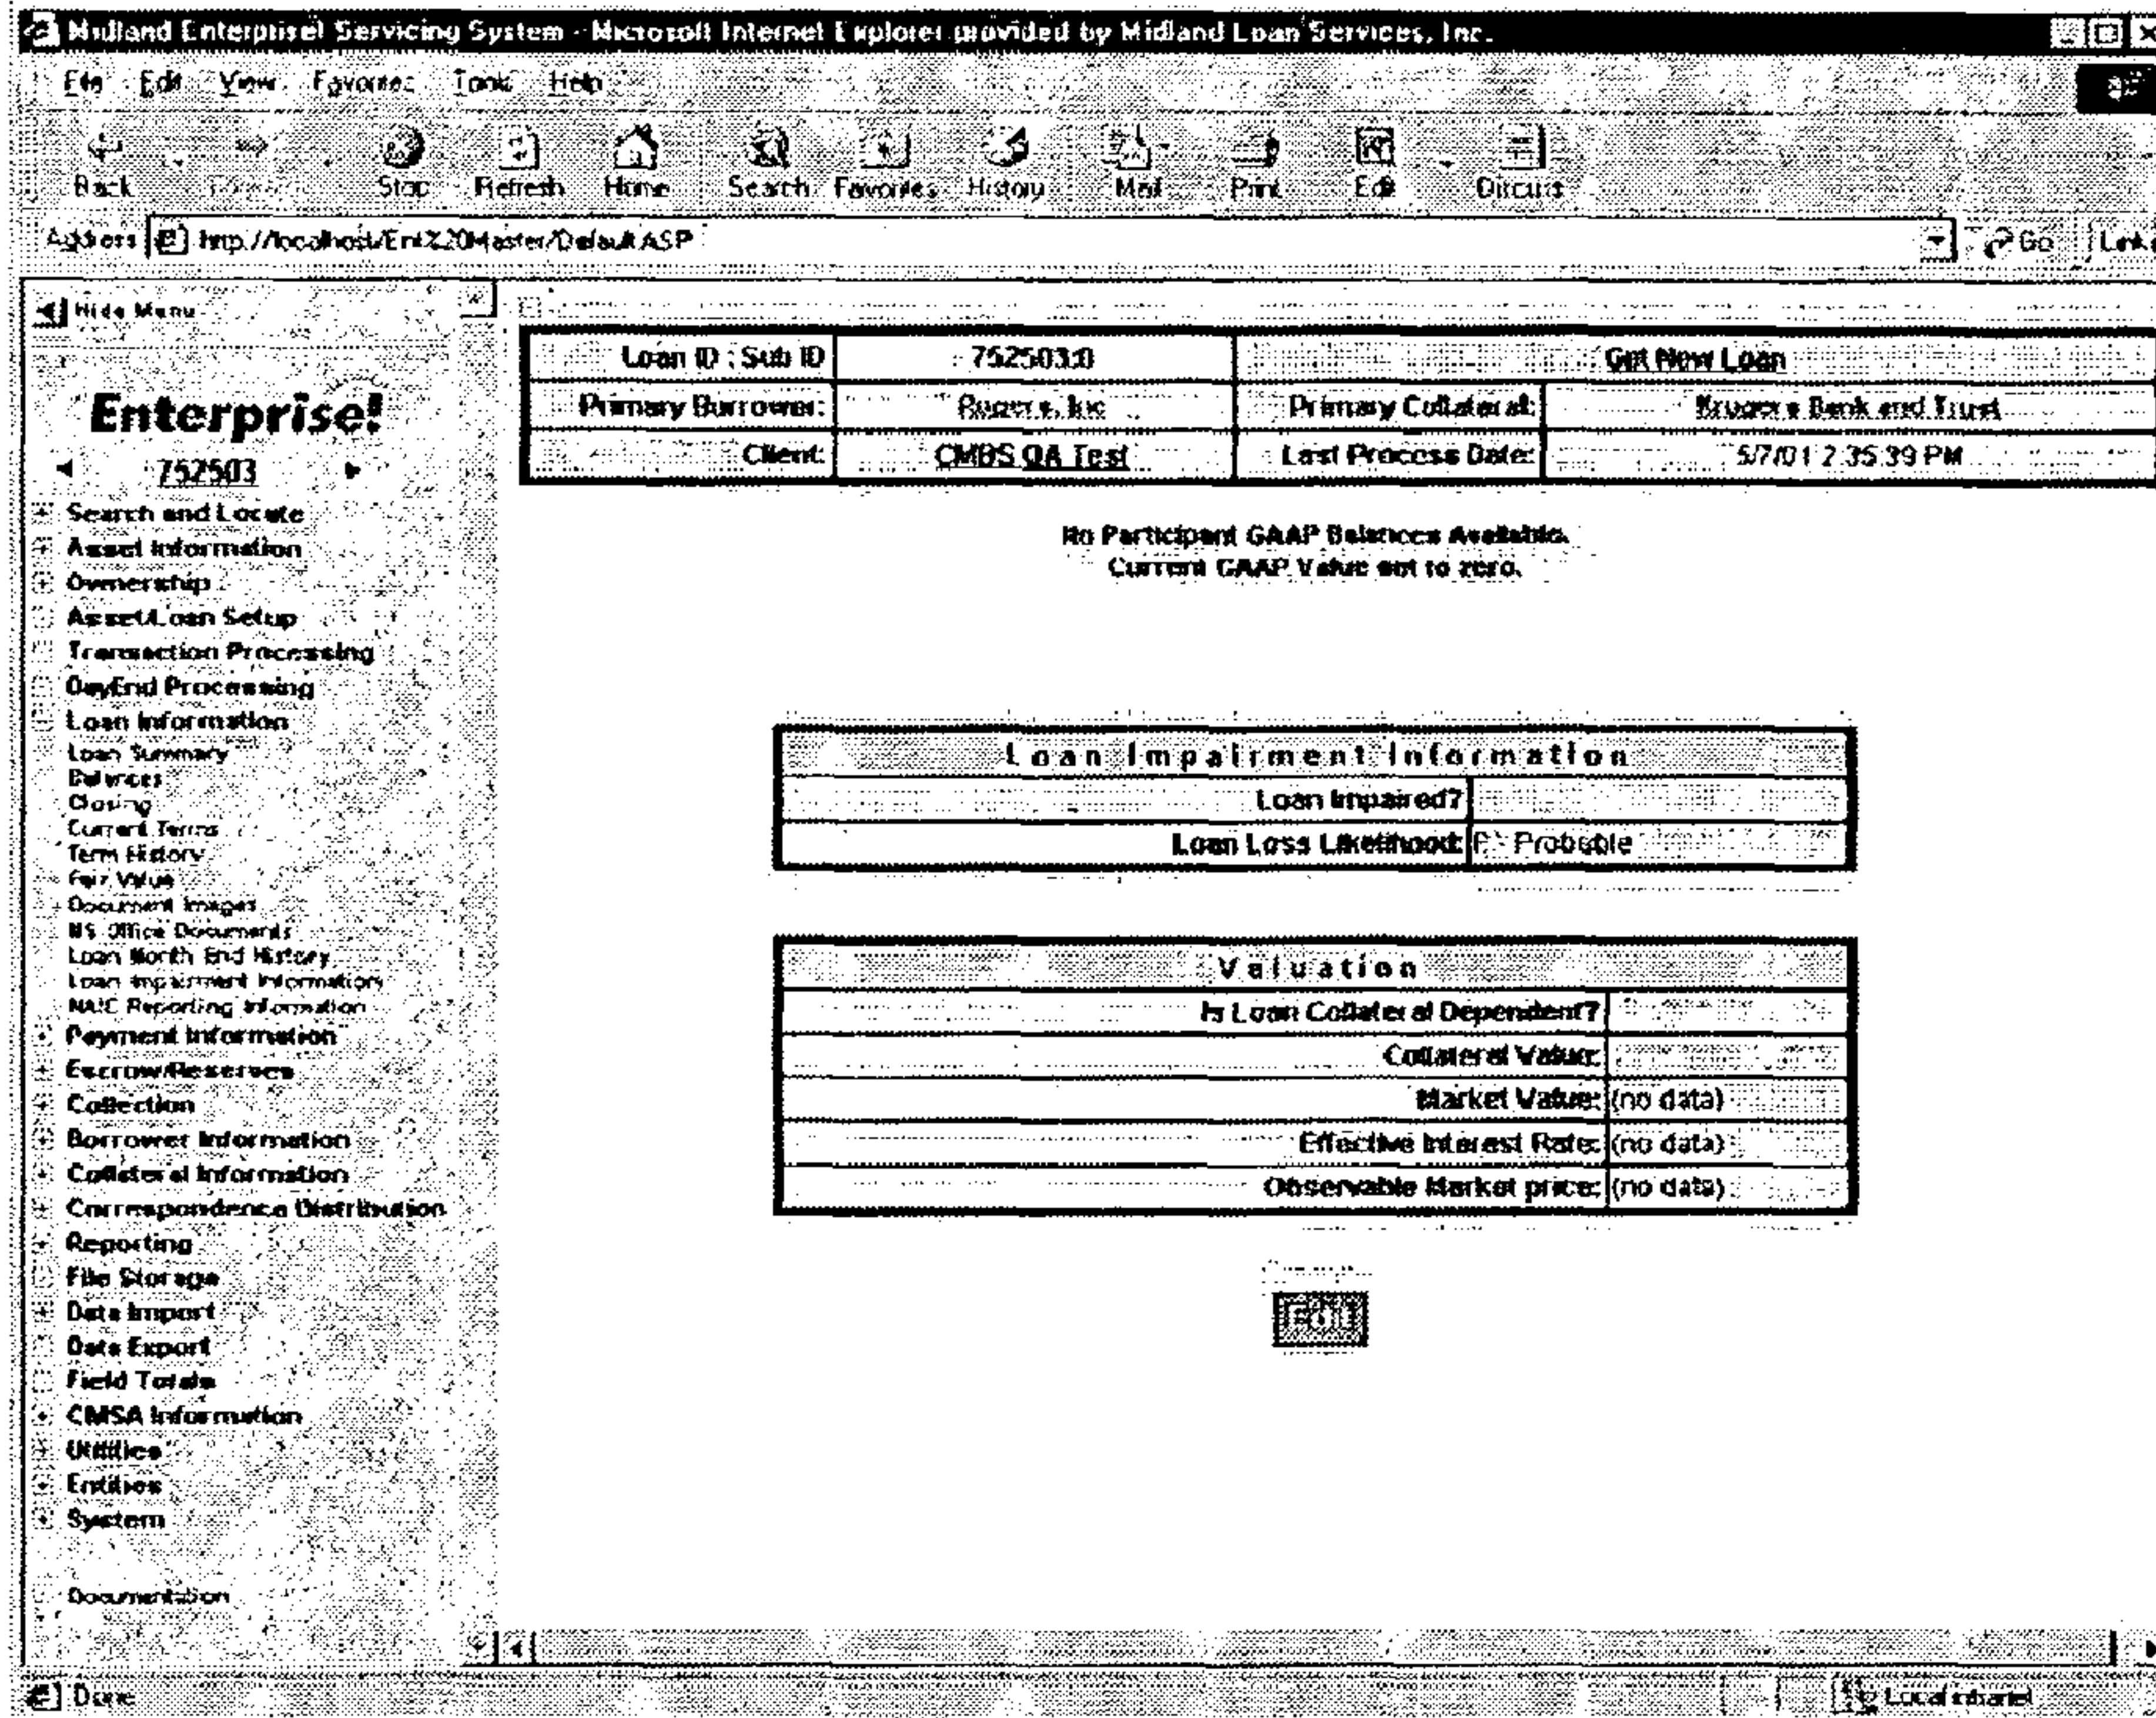 Midland Enterprise! Servicing System - Microsoft Internet Explorer provided by Midland Loan Services, Inc.
File Edit View Favorites Tools Help
Back Stop Refresh Home Search Favorites History Mail Print Edit Discuss
Address http://localhost/Ent%20Master/Default.ASP Go Links
Hide Menu
Enterprise!
752503
Search and Locate
Asset Information
Ownership
Asset/Loan Setup
Transaction Processing
DayEnd Processing
Loan Information
Loan Summary
Balances
Closing
Current Terms
Term History
Fair Value
Document Images
MS Office Documents
Loan Month End History
Loan Impairment Information
NAIC Reporting Information
Payment Information
Escrow/Reserves
Collection
Borrower Information
Collateral Information
Correspondence Distribution
Reporting
File Storage
Data Import
Data Export
Field Totals
CMSA Information
Utilities
Entities
System
Documentation
Loan ID : Sub ID 752503:0 Get New Loan
Primary Borrower: Rogers, Inc Primary Collateral: Krugers Bank and Trust
Client: CMBS QA Test Last Process Date: 5/7/01 2:35:39 PM
No Participant GAAP Balances Available.
Current GAAP Value set to zero.
Loan Impairment Information
Loan Impaired?
Loan Loss Likelihood: P - Probable
Valuation
Is Loan Collateral Dependent?
Collateral Value:
Market Value: (no data)
Effective Interest Rate: (no data)
Observable Market price: (no data)
Edit
Done Local intranet